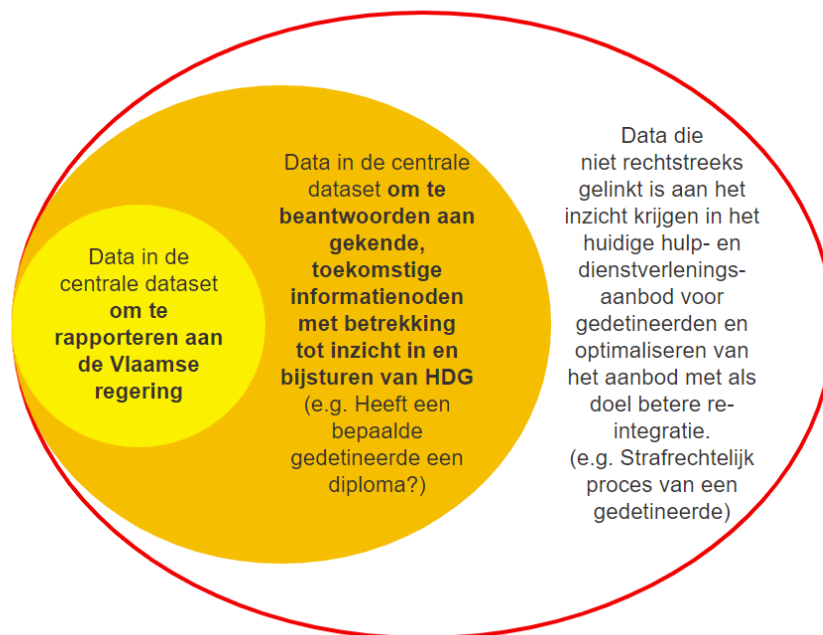 Data in de
centrale dataset
om te
rapporteren aan
de Vlaamse
regering
Data in de centrale
dataset om te
beantwoorden aan
gekende,
toekomstige
informatienoden
met betrekking
tot inzicht in en
bijsturen van HDG
(e.g. Heeft een
bepaalde
gedetineerde een
diploma?)
Data die
niet rechtstreeks
gelinkt is aan het
inzicht krijgen in het
huidige hulp- en
dienstverlenings-
aanbod voor
gedetineerden en
optimaliseren van
het aanbod met als
doel betere re-
integratie.
(e.g. Strafrechtelijk
proces van een
gedetineerde)